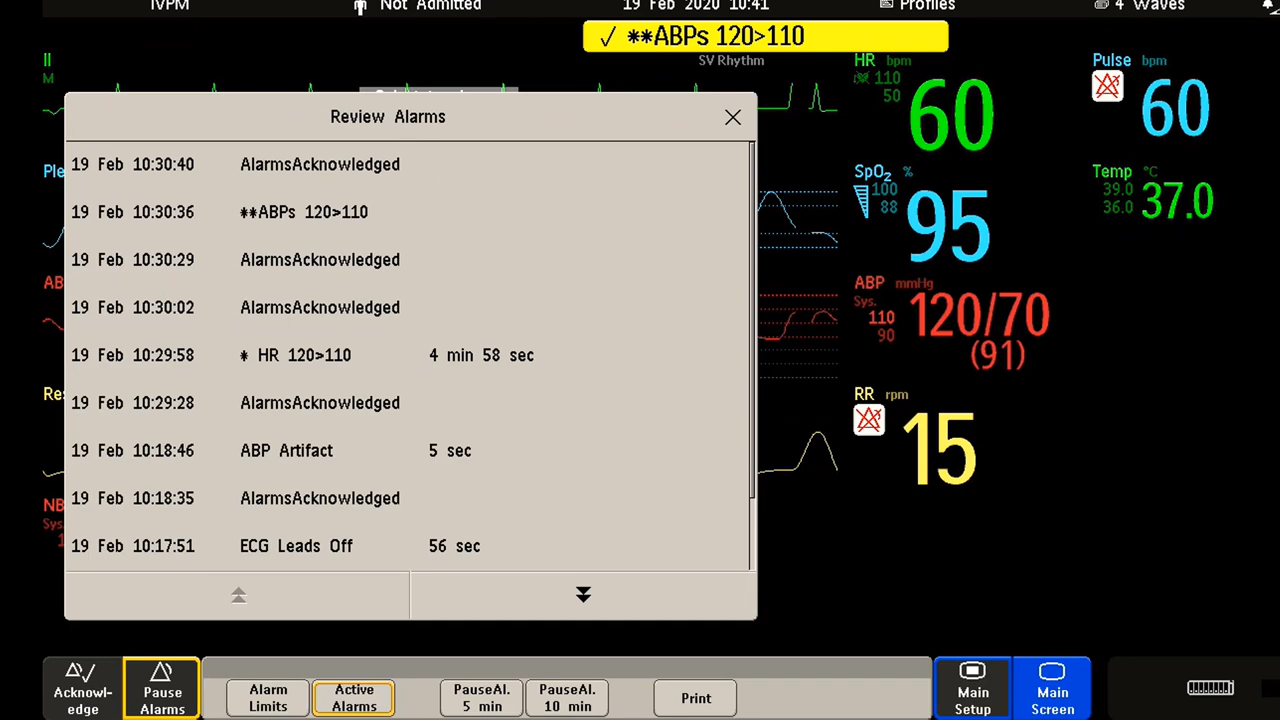 IVPM
Not Admitted
19 Feb 2020 10:41
Profiles
4 Waves
✓ **ABPs 120>110
II
M
SV Rhythm
HR bpm
110
50
60
Pulse bpm
60
Review Alarms
19 Feb 10:30:40 AlarmsAcknowledged
19 Feb 10:30:36 **ABPs 120>110
19 Feb 10:30:29 AlarmsAcknowledged
19 Feb 10:30:02 AlarmsAcknowledged
19 Feb 10:29:58 * HR 120>110 4 min 58 sec
19 Feb 10:29:28 AlarmsAcknowledged
19 Feb 10:18:46 ABP Artifact 5 sec
19 Feb 10:18:35 AlarmsAcknowledged
19 Feb 10:17:51 ECG Leads Off 56 sec
Ple
SpO₂ %
100
88
95
Temp °C
39.0
36.0
37.0
AB
ABP mmHg
Sys.
110
90
120/70
(91)
Res
RR rpm
15
NB
Sys.
Acknowl-
edge
Pause
Alarms
Alarm
Limits
Active
Alarms
PauseAl.
5 min
PauseAl.
10 min
Print
Main
Setup
Main
Screen